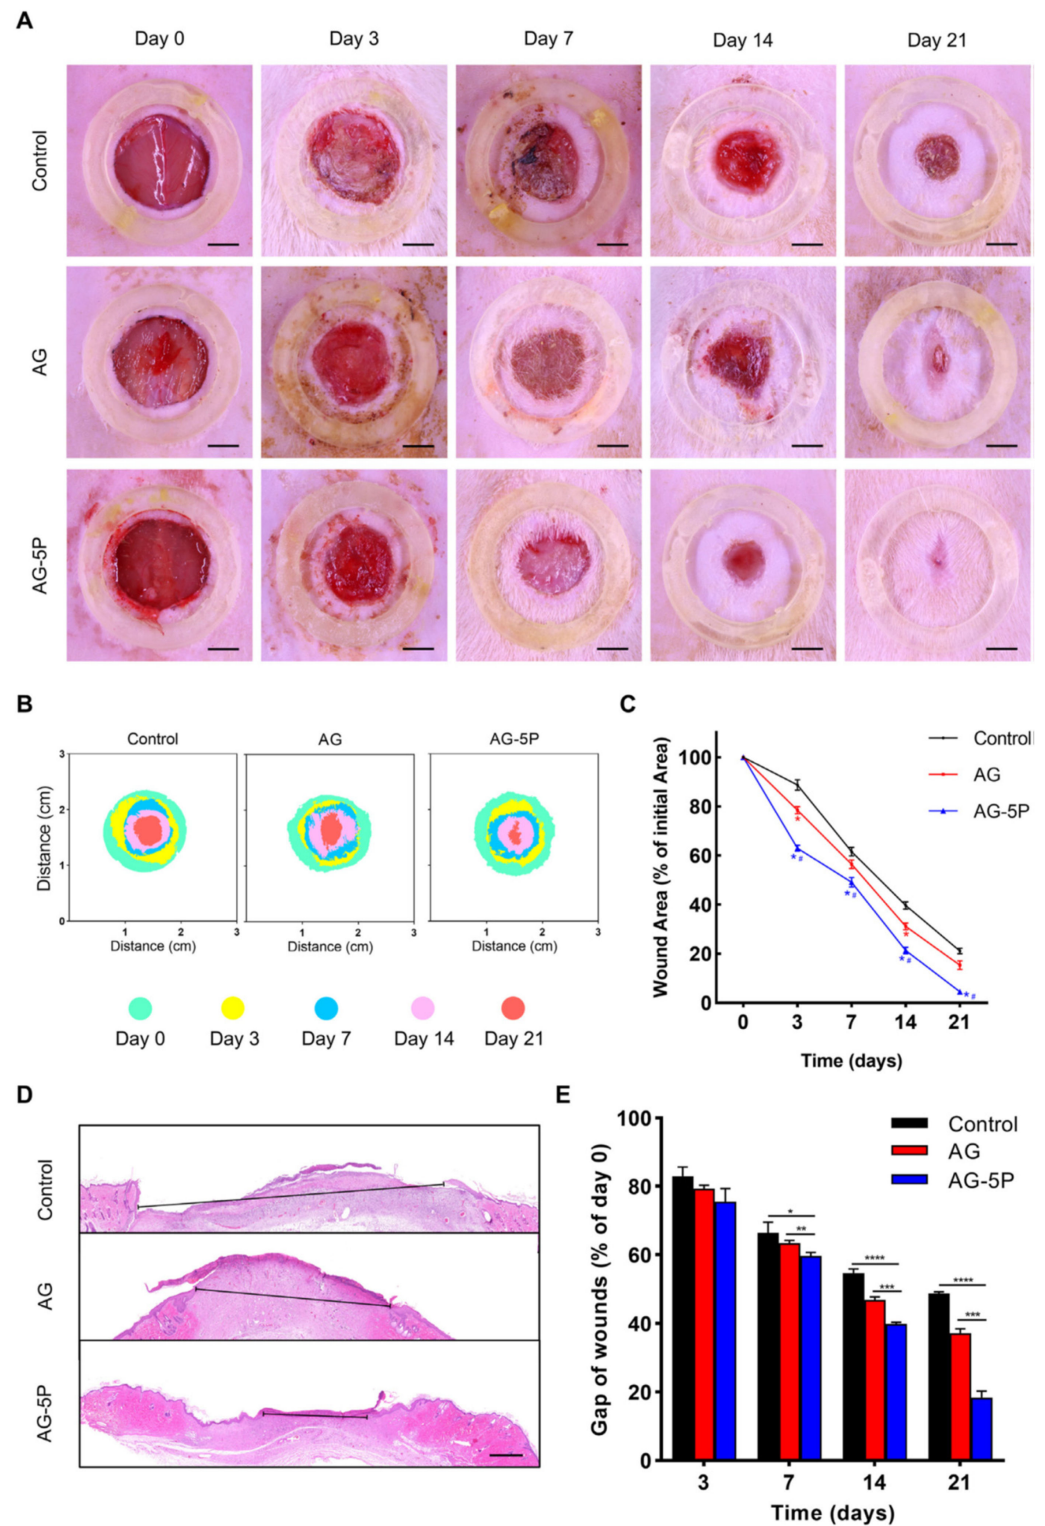 A
Day 0 Day 3 Day 7 Day 14 Day 21
Control
AG
AG-5P
B
Control AG AG-5P
Distance (cm)
3
2
1
0
1 2 3
1 2 3
1 2 3
Distance (cm) Distance (cm) Distance (cm)
Day 0 Day 3 Day 7 Day 14 Day 21
C
Control
AG
AG-5P
Wound Area (% of initial Area)
100
80
60
40
20
0
*
*#
*#
*
*#
*#
0 3 7 14 21
Time (days)
D
Control
AG
AG-5P
E
Control
AG
AG-5P
Gap of wounds (% of day 0)
100
80
60
40
20
0
*
**
****
***
****
***
3 7 14 21
Time (days)